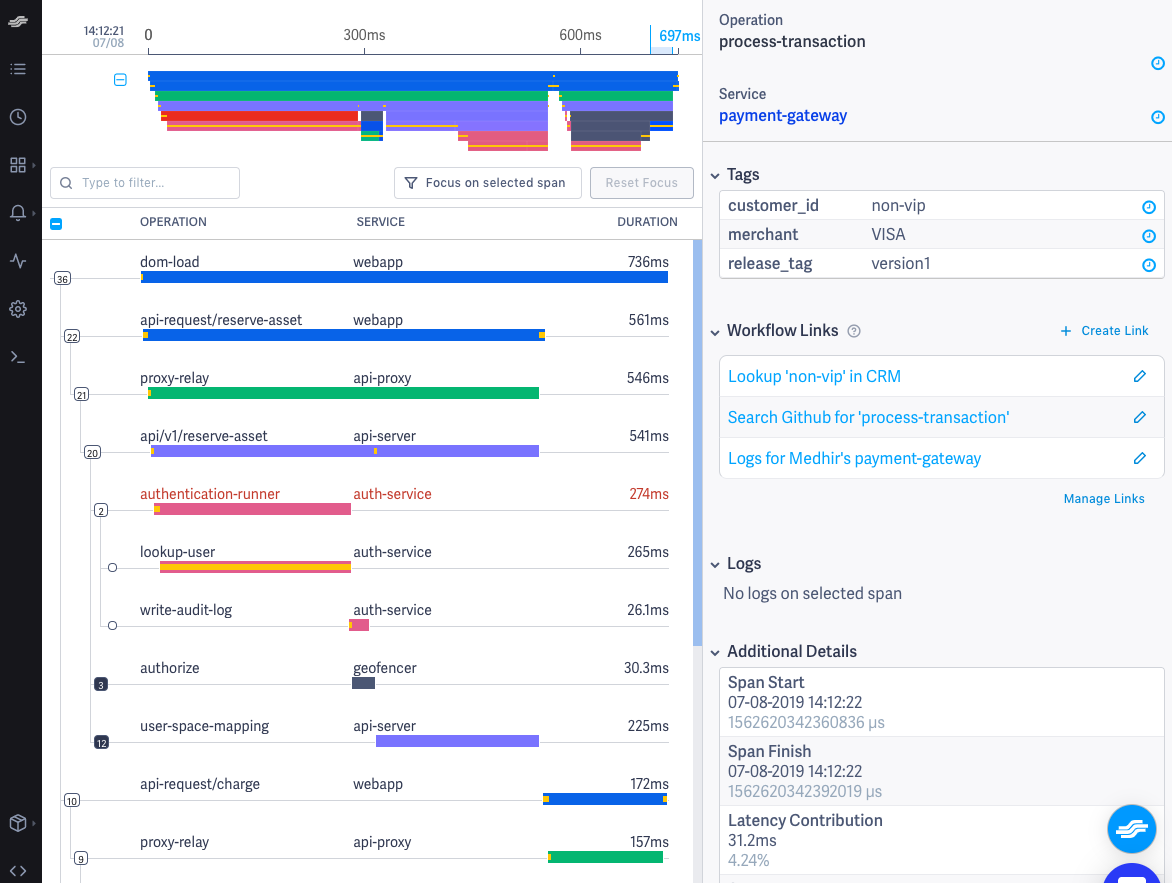 14:12:21
07/08
0
300ms
600ms
697ms
Type to filter...
Focus on selected span
Reset Focus
OPERATION SERVICE DURATION
dom-load webapp 736ms
36
api-request/reserve-asset webapp 561ms
22
proxy-relay api-proxy 546ms
21
api/v1/reserve-asset api-server 541ms
20
authentication-runner auth-service 274ms
2
lookup-user auth-service 265ms
write-audit-log auth-service 26.1ms
authorize geofencer 30.3ms
3
user-space-mapping api-server 225ms
12
api-request/charge webapp 172ms
10
proxy-relay api-proxy 157ms
9
Operation
process-transaction
Service
payment-gateway
Tags
customer_id non-vip
merchant VISA
release_tag version1
Workflow Links ? + Create Link
Lookup 'non-vip' in CRM
Search Github for 'process-transaction'
Logs for Medhir's payment-gateway
Manage Links
Logs
No logs on selected span
Additional Details
Span Start
07-08-2019 14:12:22
1562620342360836 µs
Span Finish
07-08-2019 14:12:22
1562620342392019 µs
Latency Contribution
31.2ms
4.24%